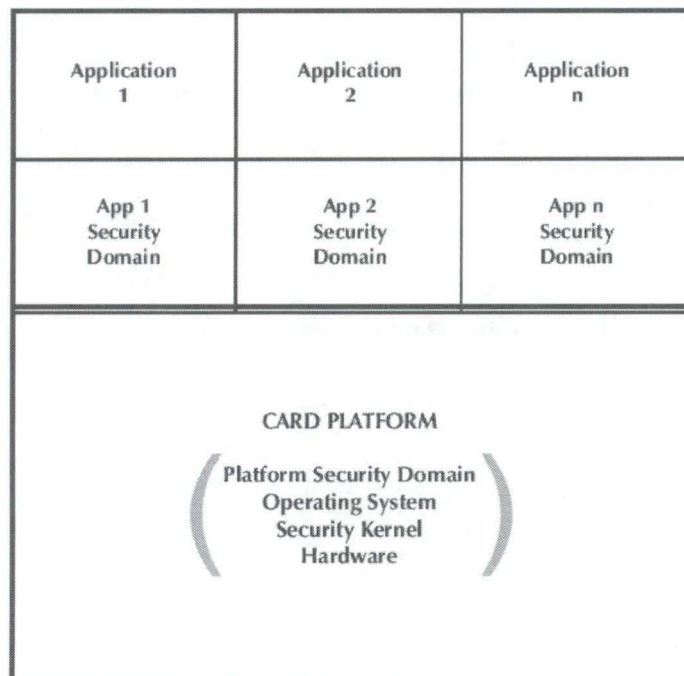 Application
1
Application
2
Application
n
App 1
Security
Domain
App 2
Security
Domain
App n
Security
Domain
CARD PLATFORM
Platform Security Domain
Operating System
Security Kernel
Hardware